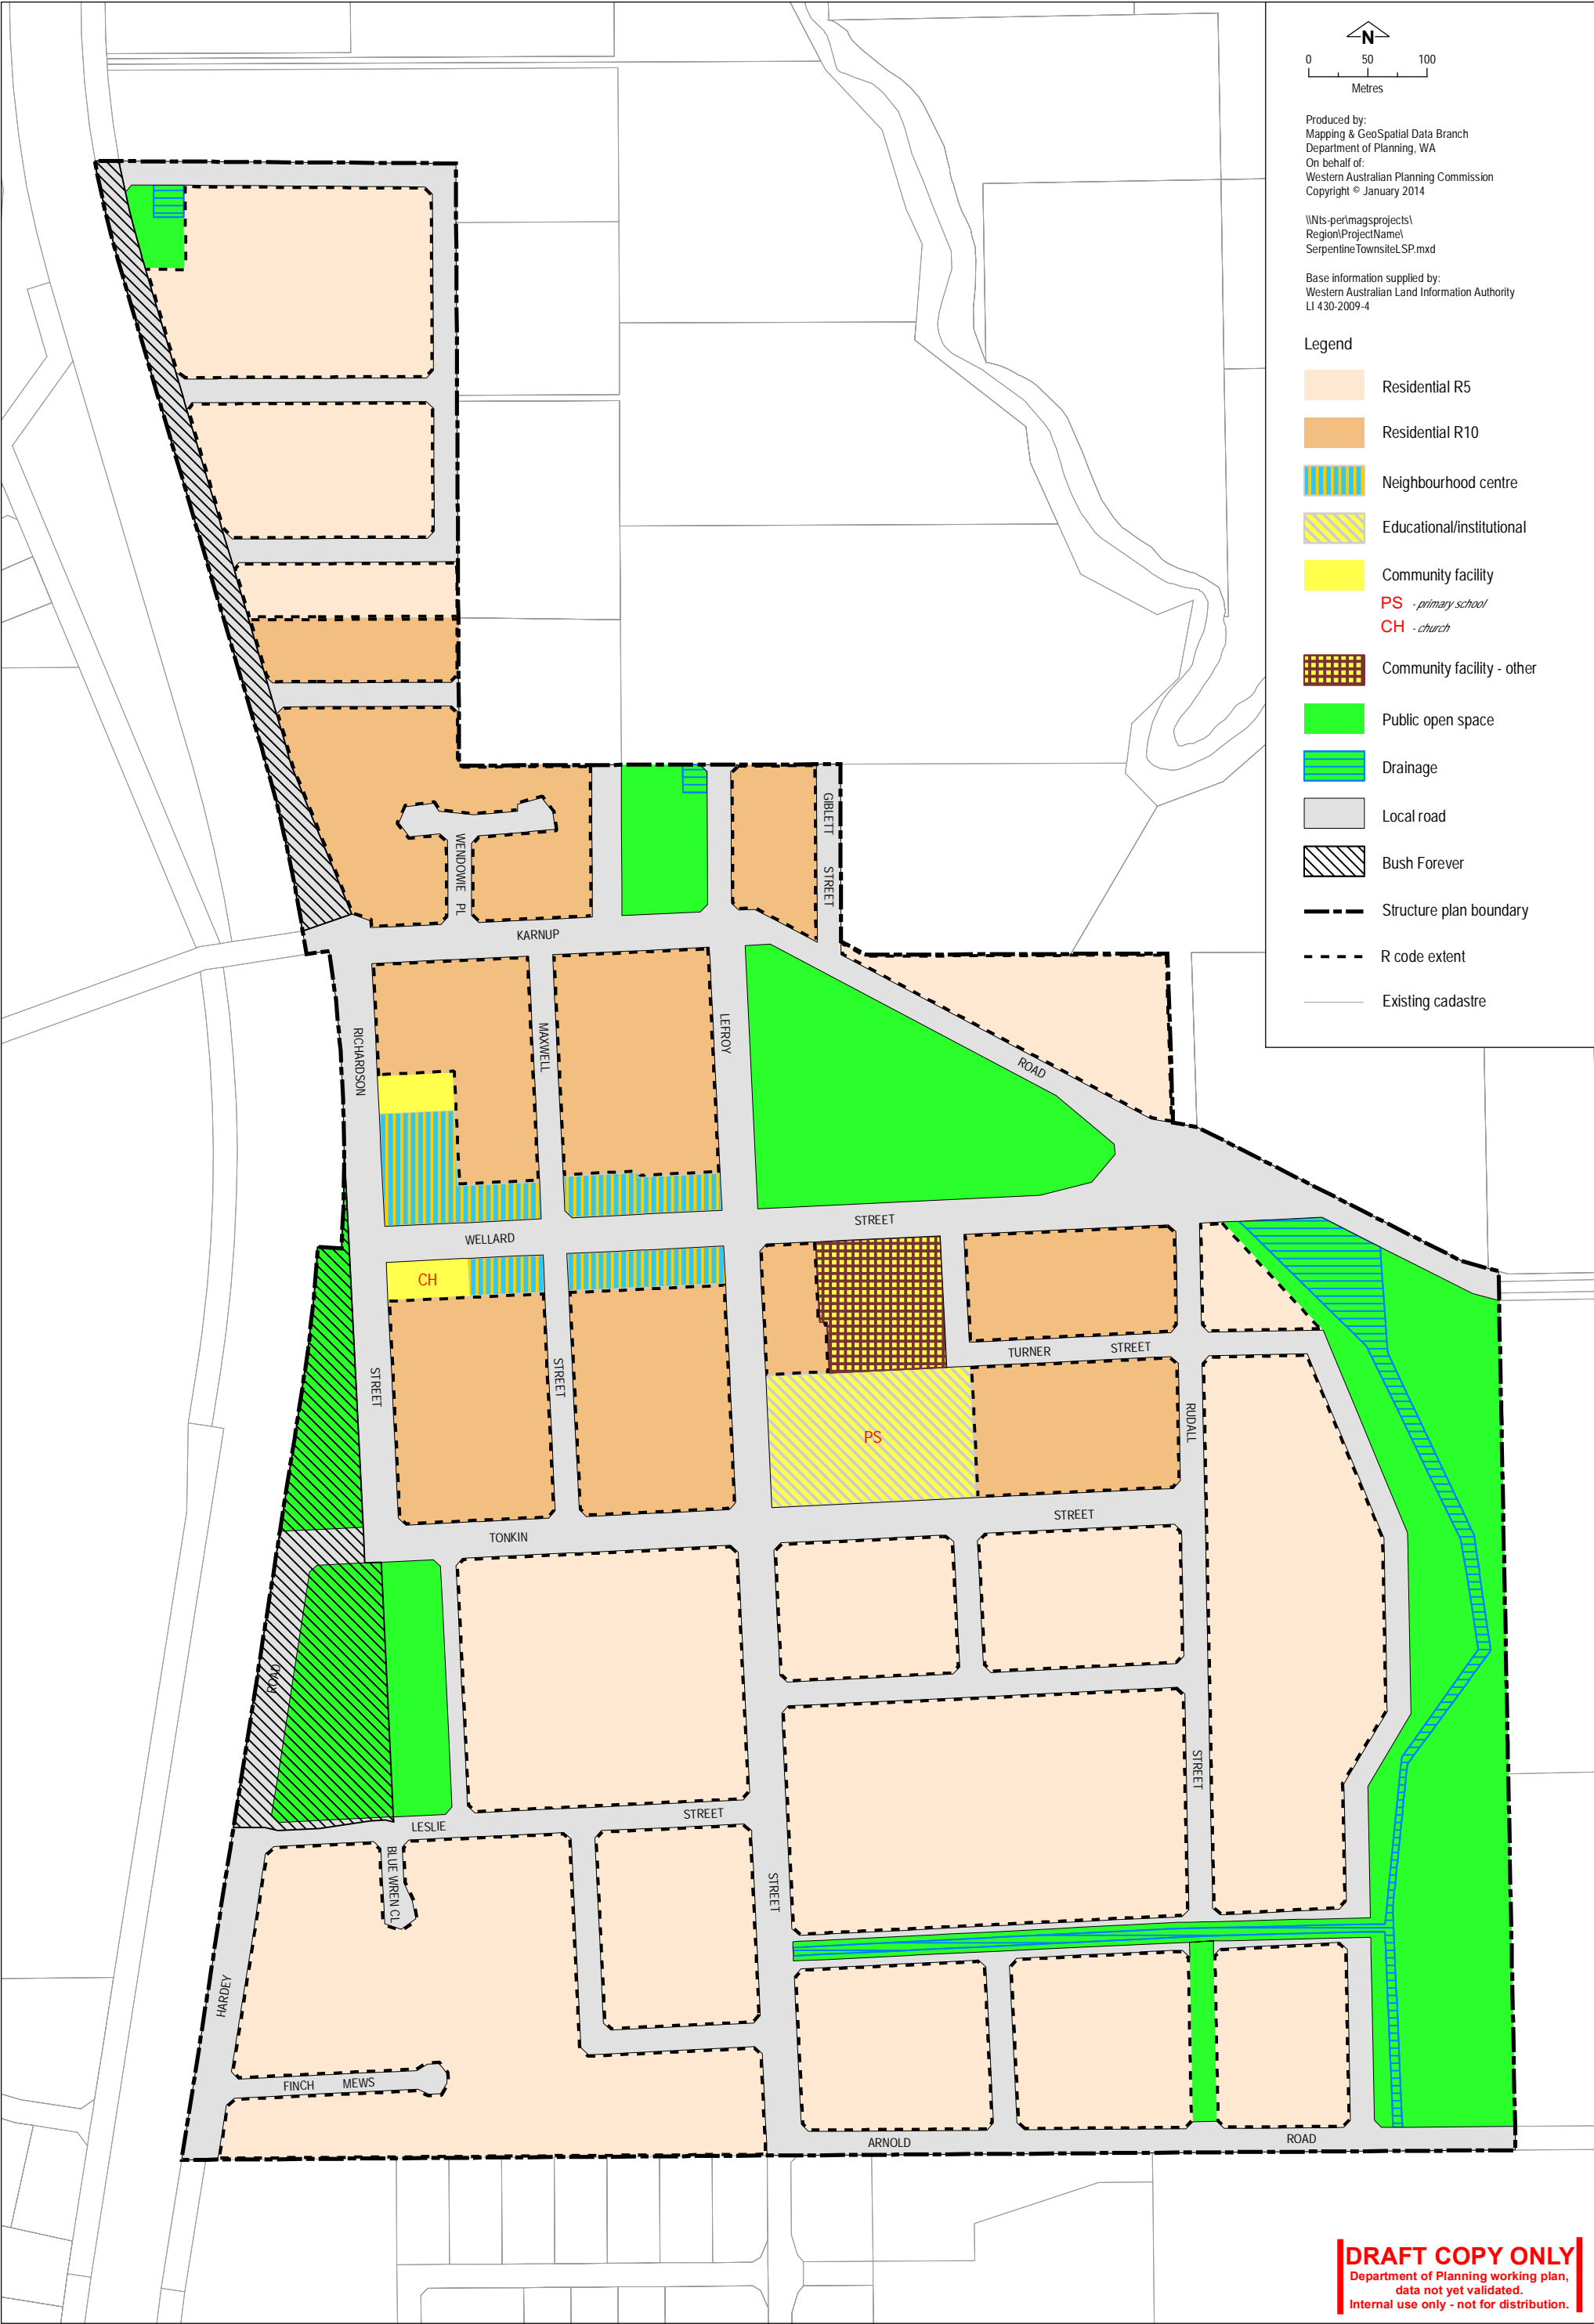 N
0 50 100
Metres
Produced by:
Mapping & GeoSpatial Data Branch
Department of Planning, WA
On behalf of:
Western Australian Planning Commission
Copyright © January 2014
\\Nts-per\magsprojects\
Region\ProjectName\
SerpentineTownsiteLSP.mxd
Base information supplied by:
Western Australian Land Information Authority
LI 430-2009-4
Legend
Residential R5
Residential R10
Neighbourhood centre
Educational/institutional
Community facility
PS - primary school
CH - church
Community facility - other
Public open space
Drainage
Local road
Bush Forever
Structure plan boundary
R code extent
Existing cadastre
GIBLETT
STREET
WENDOWIE PL
KARNUP
ROAD
RICHARDSON
MAXWELL
LEFROY
STREET
WELLARD
CH
TURNER STREET
STREET
STREET
RUDALL
PS
STREET
TONKIN
ROAD
STREET
STREET
LESLIE
BLUE WREN CL
STREET
HARDEY
FINCH MEWS
ARNOLD
ROAD
DRAFT COPY ONLY
Department of Planning working plan,
data not yet validated.
Internal use only - not for distribution.